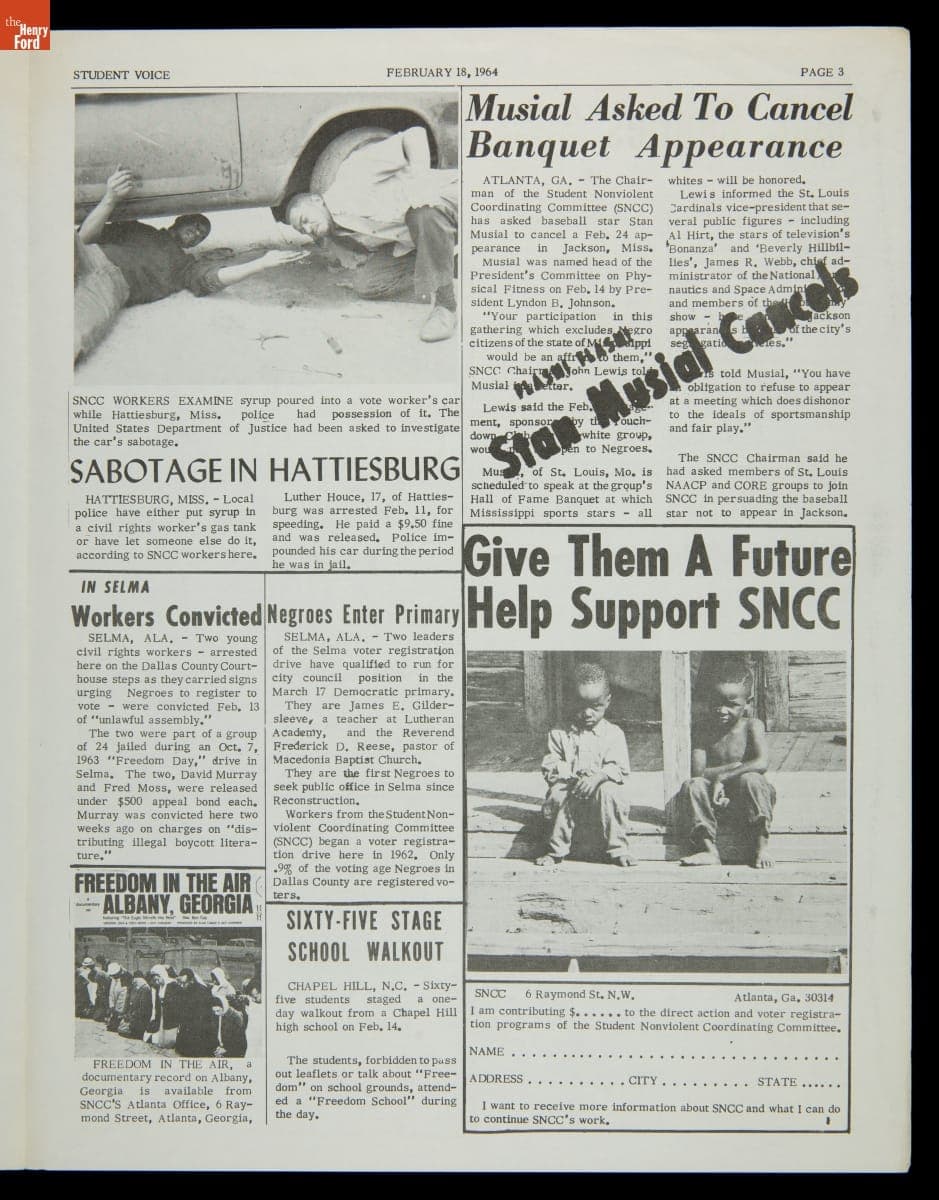 the
Henry
Ford
STUDENT VOICE
FEBRUARY 18, 1964
PAGE 3
SNCC WORKERS EXAMINE syrup poured into a vote worker's car
while Hattiesburg, Miss. police had possession of it. The
United States Department of Justice had been asked to investigate
the car's sabotage.
SABOTAGE IN HATTIESBURG
HATTIESBURG, MISS. - Local
police have either put syrup in
a civil rights worker's gas tank
or have let someone else do it,
according to SNCC workers here.
Luther Houce, 17, of Hatties-
burg was arrested Feb. 11, for
speeding. He paid a $9.50 fine
and was released. Police im-
pounded his car during the period
he was in jail.
IN SELMA
Workers Convicted
SELMA, ALA. - Two young
civil rights workers - arrested
here on the Dallas County Court-
house steps as they carried signs
urging Negroes to register to
vote - were convicted Feb. 13
of "unlawful assembly."
The two were part of a group
of 24 jailed during an Oct. 7,
1963 "Freedom Day," drive in
Selma. The two, David Murray
and Fred Moss, were released
under $500 appeal bond each.
Murray was convicted here two
weeks ago on charges on "dis-
tributing illegal boycott litera-
ture."
FREEDOM IN THE AIR
a
documentary
on
ALBANY, GEORGIA
FREEDOM IN THE AIR, a
documentary record on Albany,
Georgia is available from
SNCC'S Atlanta Office, 6 Ray-
mond Street, Atlanta, Georgia,
Negroes Enter Primary
SELMA, ALA. - Two leaders
of the Selma voter registration
drive have qualified to run for
city council position in the
March 17 Democratic primary.
They are James E. Gilder-
sleeve, a teacher at Lutheran
Academy, and the Reverend
Frederick D. Reese, pastor of
Macedonia Baptist Church.
They are the first Negroes to
seek public office in Selma since
Reconstruction.
Workers from the Student Non-
violent Coordinating Committee
(SNCC) began a voter registra-
tion drive here in 1962. Only
.9% of the voting age Negroes in
Dallas County are registered vo-
ters.
SIXTY-FIVE STAGE
SCHOOL WALKOUT
CHAPEL HILL, N.C. - Sixty-
five students staged a one-
day walkout from a Chapel Hill
high school on Feb. 14.
The students, forbidden to pass
out leaflets or talk about "Free-
dom" on school grounds, attend-
ed a "Freedom School" during
the day.
Musial Asked To Cancel
Banquet Appearance
ATLANTA, GA. - The Chair-
man of the Student Nonviolent
Coordinating Committee (SNCC)
has asked baseball star Stan
Musial to cancel a Feb. 24 ap-
pearance in Jackson, Miss.
Musial was named head of the
President's Committee on Phy-
sical Fitness on Feb. 14 by Pre-
sident Lyndon B. Johnson.
"Your participation in this
gathering which excludes Negro
citizens of the state of Mississippi
would be an to them,"
SNCC John Lewis told
Musial
Lewis said the Feb.
ment, by the Touch-
down white group,
to Negroes.
of St. Louis, Mo. is
scheduled to speak at the group's
Hall of Fame Banquet at which
Mississippi sports stars - all
whites - will be honored.
Lewis informed the St. Louis
Cardinals vice-president that se-
veral public figures - including
Al Hirt, the stars of television's
'Bonanza' and 'Beverly Hillbil-
lies', James R. Webb, chief ad-
ministrator of the National
nautics and Space
and members of
show - Jackson
of the city's
told Musial, "You have
obligation to refuse to appear
at a meeting which does dishonor
to the ideals of sportsmanship
and fair play."
The SNCC Chairman said he
had asked members of St. Louis
NAACP and CORE groups to join
SNCC in persuading the baseball
star not to appear in Jackson.
Stan Musial Cancels
Give Them A Future
Help Support SNCC
SNCC 6 Raymond St. N.W. Atlanta, Ga. 30314
I am contributing $...... to the direct action and voter registra-
tion programs of the Student Nonviolent Coordinating Committee.
NAME
ADDRESS .......... CITY ......... STATE ......
I want to receive more information about SNCC and what I can do
to continue SNCC's work.